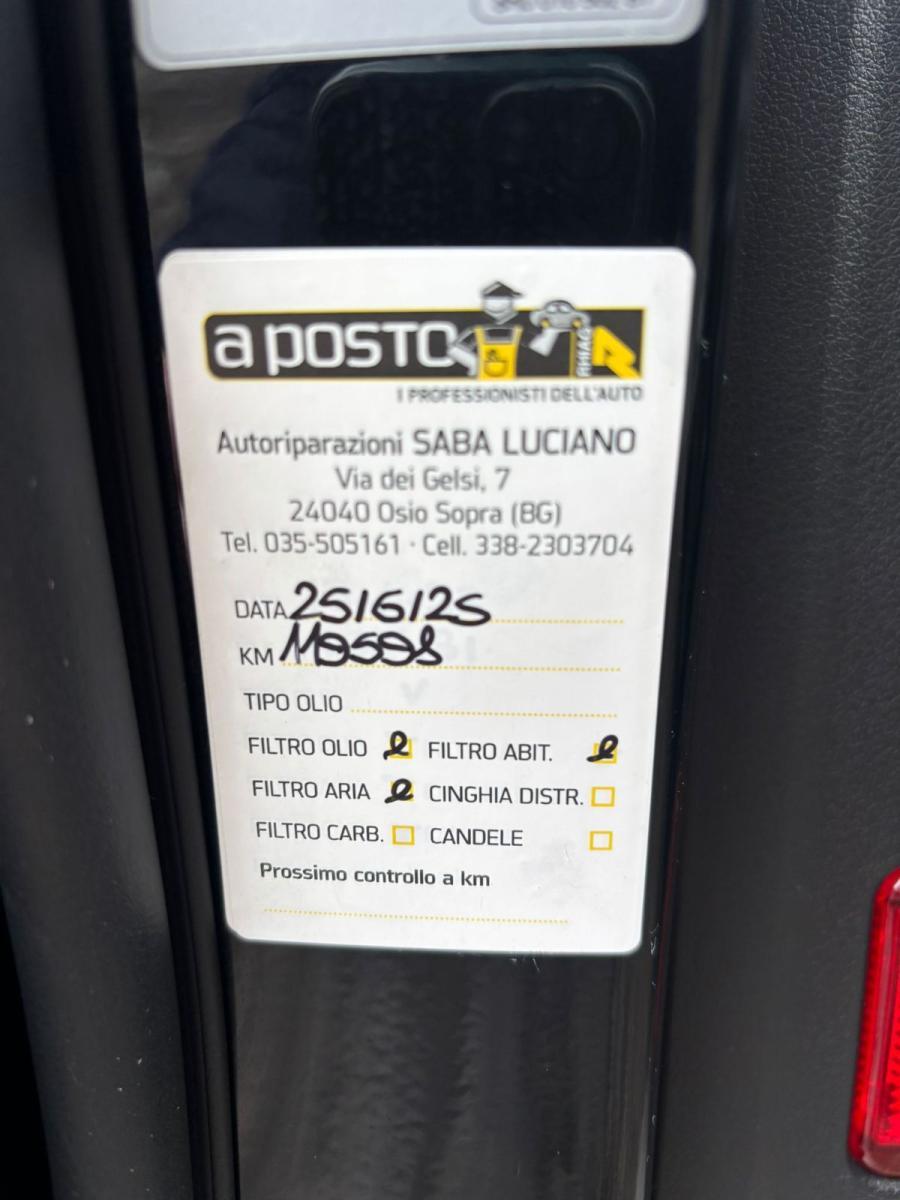 a posto
RHIAG
I PROFESSIONISTI DELL'AUTO
Autoriparazioni SABA LUCIANO
Via dei Gelsi, 7
24040 Osio Sopra (BG)
Tel. 035-505161 · Cell. 338-2303704
DATA 25/6/25
KM
TIPO OLIO
FILTRO OLIO FILTRO ABIT.
FILTRO ARIA CINGHIA DISTR.
FILTRO CARB. CANDELE
Prossimo controllo a km